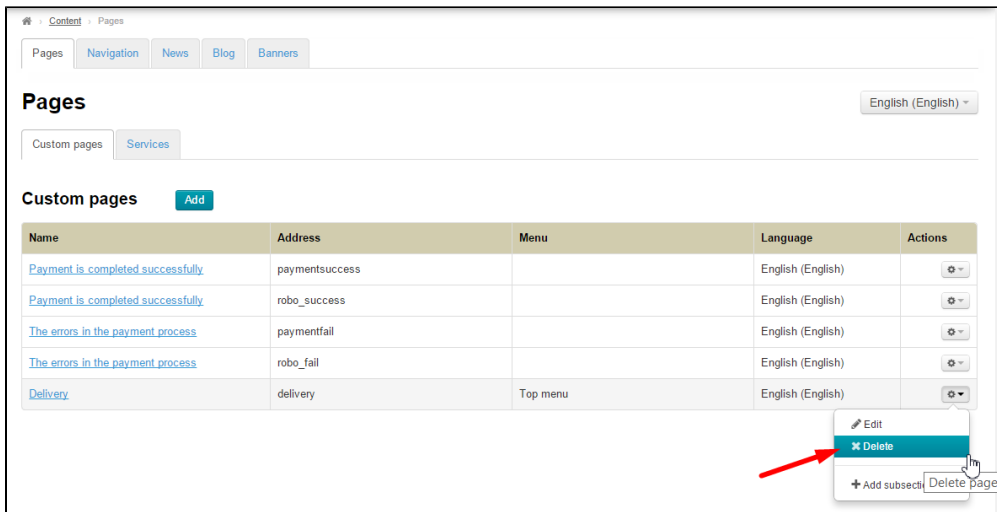 Content › Pages
Pages Navigation News Blog Banners
Pages English (English)
Custom pages Services
Custom pages Add
Name Address Menu Language Actions
Payment is completed successfully paymentsuccess English (English)
Payment is completed successfully robo_success English (English)
The errors in the payment process paymentfail English (English)
The errors in the payment process robo_fail English (English)
Delivery delivery Top menu English (English)
Edit
Delete
Add subsecti
Delete page